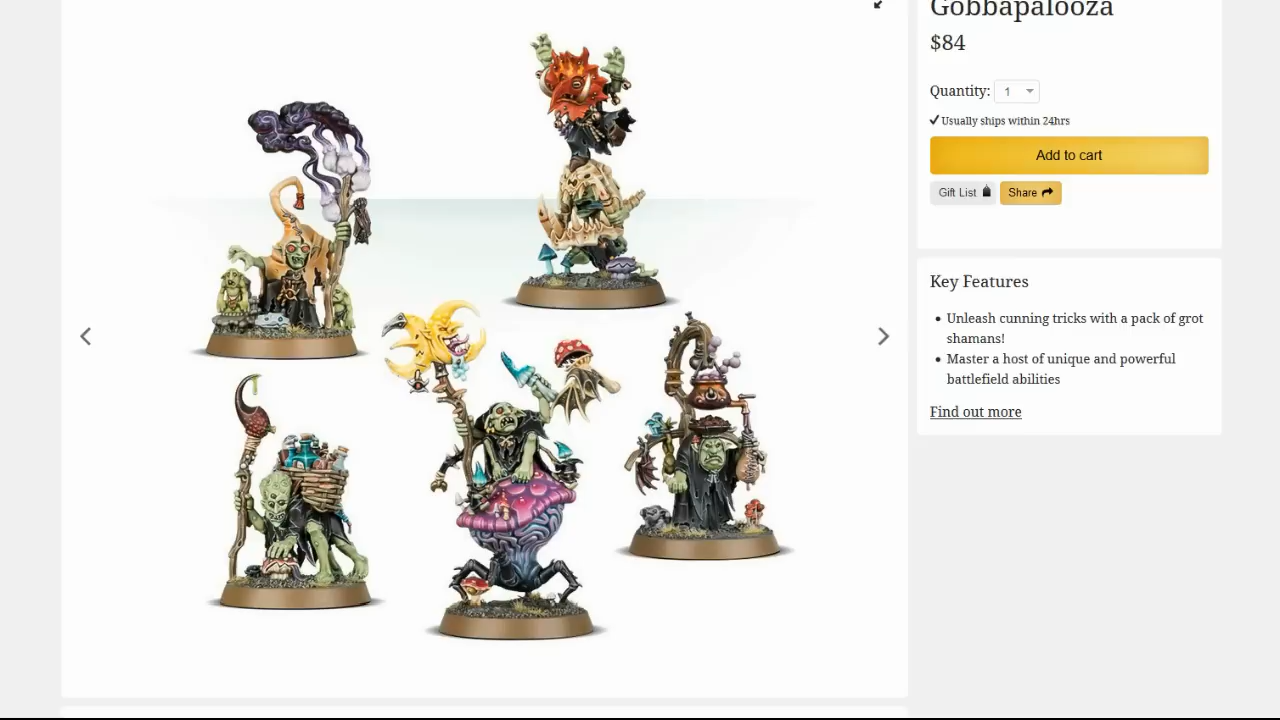 Gobbapalooza
$84
Quantity: 1
Usually ships within 24hrs
Add to cart
Gift List Share
Key Features
Unleash cunning tricks with a pack of grot
shamans!
Master a host of unique and powerful
battlefield abilities
Find out more